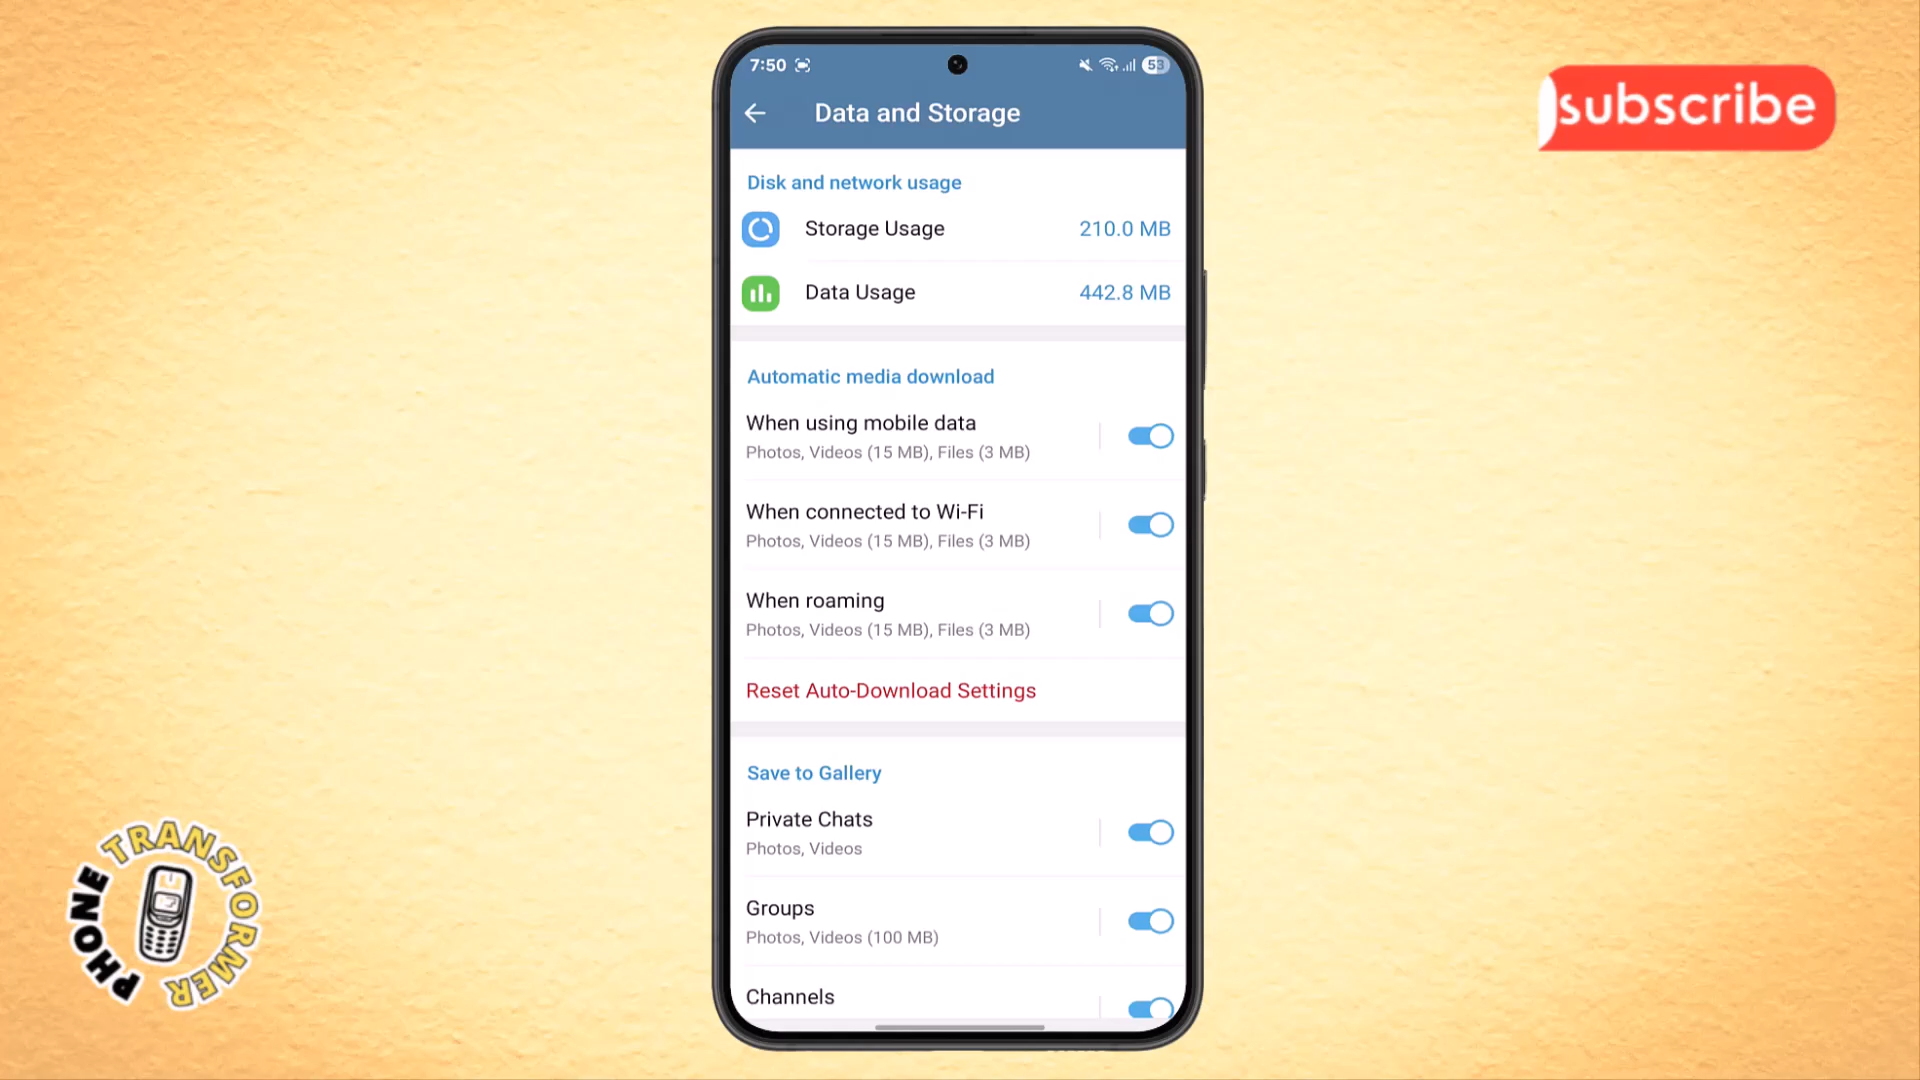 7:50
53
Data and Storage
subscribe
Disk and network usage
Storage Usage 210.0 MB
Data Usage 442.8 MB
Automatic media download
When using mobile data
Photos, Videos (15 MB), Files (3 MB)
When connected to Wi-Fi
Photos, Videos (15 MB), Files (3 MB)
When roaming
Photos, Videos (15 MB), Files (3 MB)
Reset Auto-Download Settings
Save to Gallery
Private Chats
Photos, Videos
Groups
Photos, Videos (100 MB)
Channels
PHONE TRANSFORMER